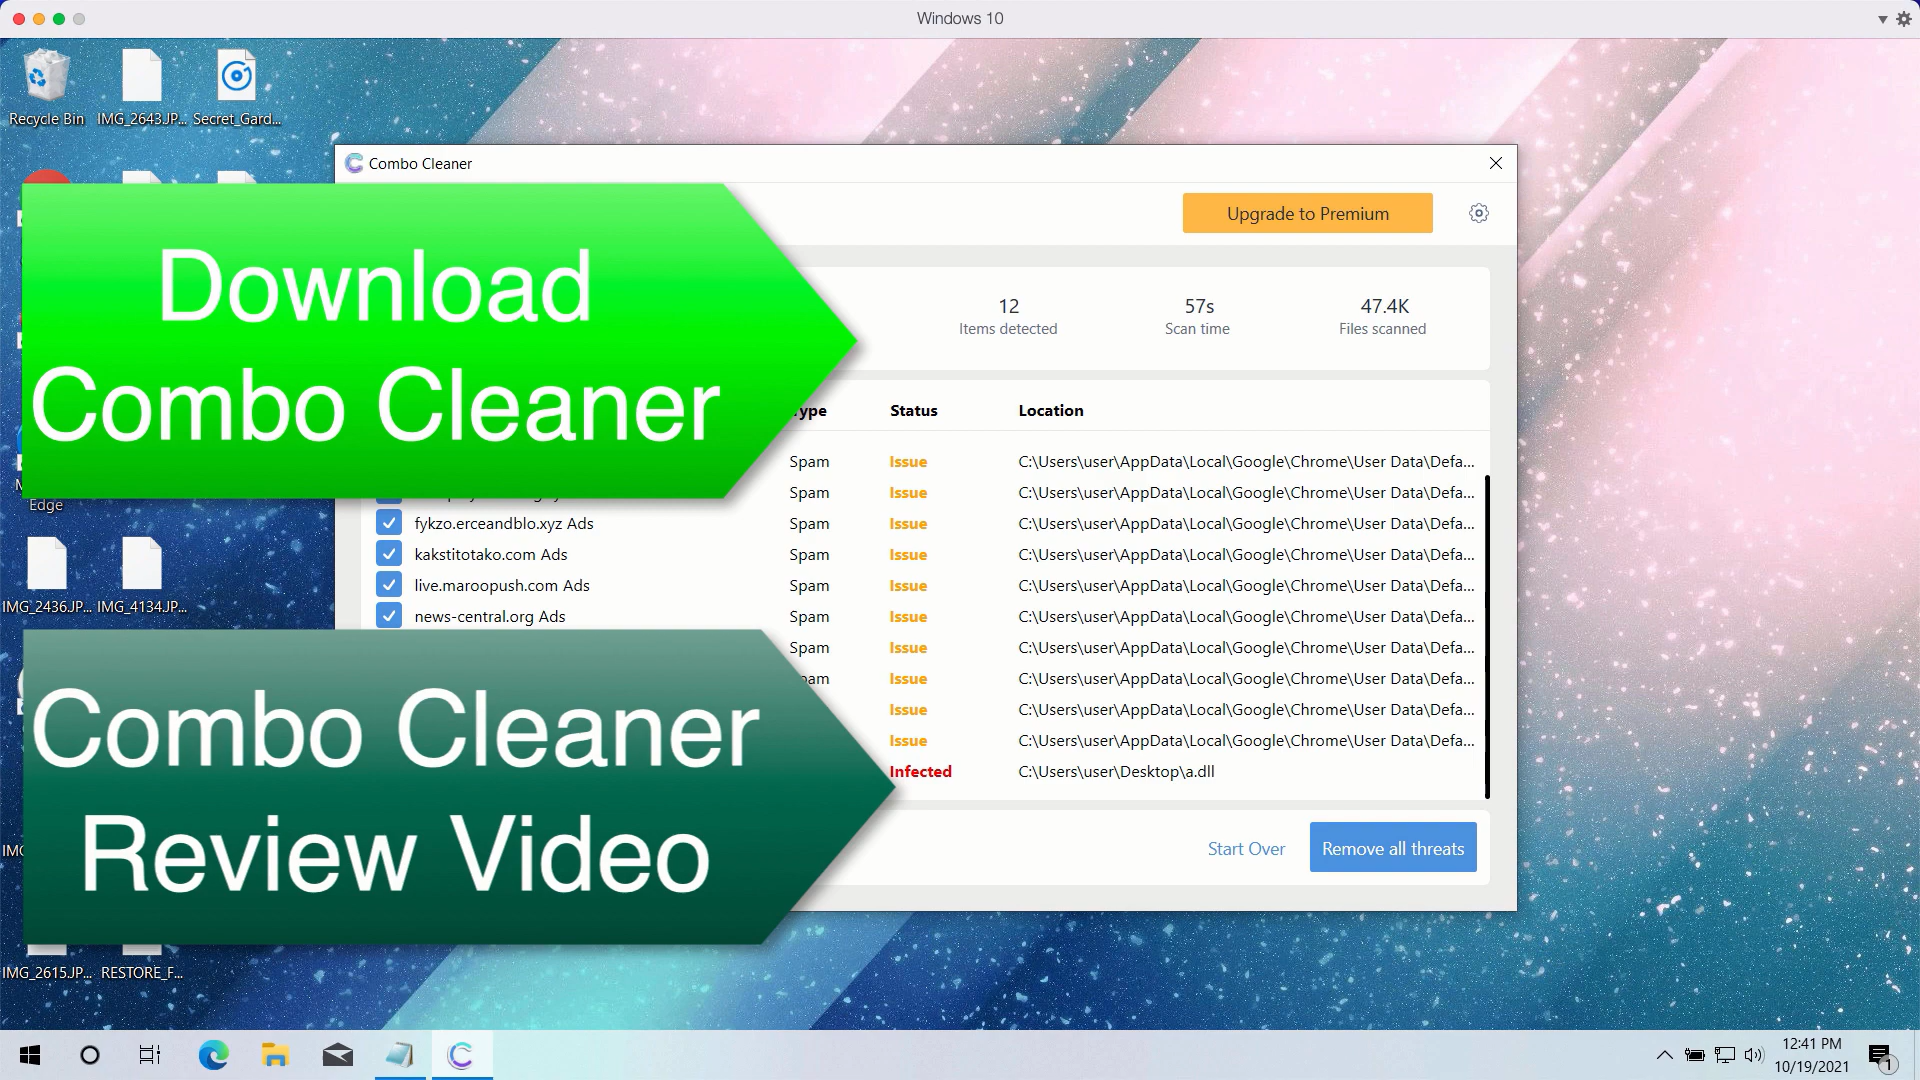 Windows 10
Recycle Bin
IMG_2643.JP...
Secret_Gard...
Combo Cleaner
Upgrade to Premium
Download
Combo Cleaner
12
Items detected
57s
Scan time
47.4K
Files scanned
Status
Location
Spam Issue C:\Users\user\AppData\Local\Google\Chrome\User Data\Defa...
Spam Issue C:\Users\user\AppData\Local\Google\Chrome\User Data\Defa...
Edge
fykzo.erceandblo.xyz Ads Spam Issue C:\Users\user\AppData\Local\Google\Chrome\User Data\Defa...
kakstitotako.com Ads Spam Issue C:\Users\user\AppData\Local\Google\Chrome\User Data\Defa...
live.maroopush.com Ads Spam Issue C:\Users\user\AppData\Local\Google\Chrome\User Data\Defa...
news-central.org Ads Spam Issue C:\Users\user\AppData\Local\Google\Chrome\User Data\Defa...
IMG_2436.JP...
IMG_4134.JP...
Spam Issue C:\Users\user\AppData\Local\Google\Chrome\User Data\Defa...
Issue C:\Users\user\AppData\Local\Google\Chrome\User Data\Defa...
Issue C:\Users\user\AppData\Local\Google\Chrome\User Data\Defa...
Issue C:\Users\user\AppData\Local\Google\Chrome\User Data\Defa...
Infected C:\Users\user\Desktop\a.dll
Combo Cleaner
Review Video
Start Over
Remove all threats
IMG_2615.JP...
RESTORE_F...
12:41 PM
10/19/2021
1